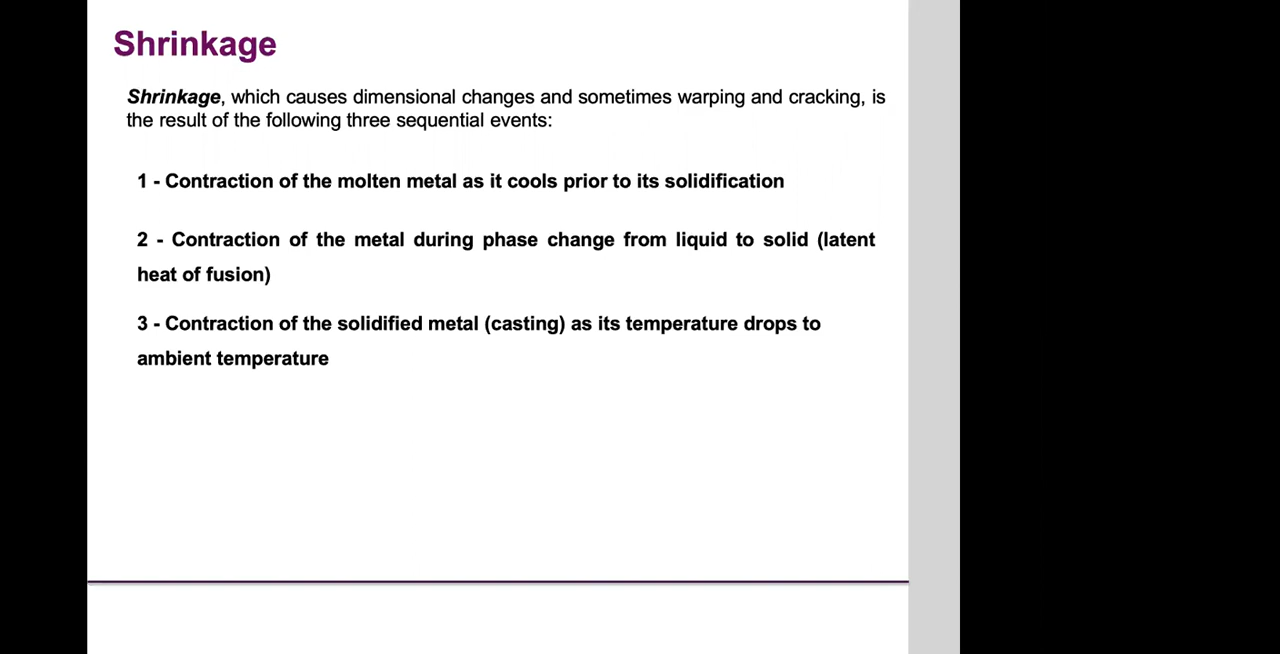 Shrinkage
Shrinkage, which causes dimensional changes and sometimes warping and cracking, is
the result of the following three sequential events:
1 - Contraction of the molten metal as it cools prior to its solidification
2 - Contraction of the metal during phase change from liquid to solid (latent
heat of fusion)
3 - Contraction of the solidified metal (casting) as its temperature drops to
ambient temperature